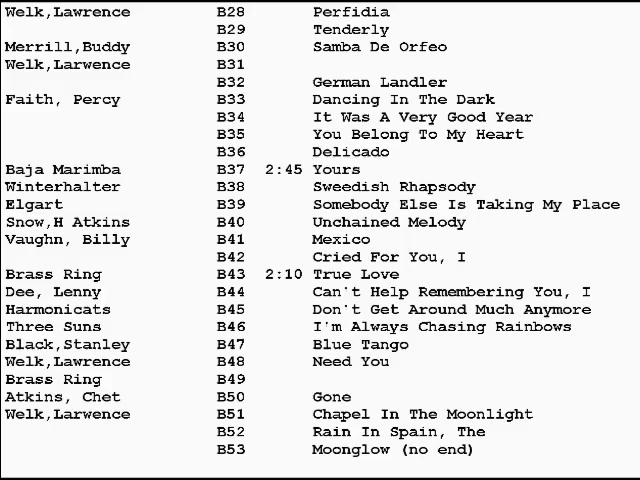 Welk,Lawrence B28 Perfidia
B29 Tenderly
Merrill,Buddy B30 Samba De Orfeo
Welk,Larwence B31
B32 German Landler
Faith, Percy B33 Dancing In The Dark
B34 It Was A Very Good Year
B35 You Belong To My Heart
B36 Delicado
Baja Marimba B37 2:45 Yours
Winterhalter B38 Sweedish Rhapsody
Elgart B39 Somebody Else Is Taking My Place
Snow,H Atkins B40 Unchained Melody
Vaughn, Billy B41 Mexico
B42 Cried For You, I
Brass Ring B43 2:10 True Love
Dee, Lenny B44 Can't Help Remembering You, I
Harmonicats B45 Don't Get Around Much Anymore
Three Suns B46 I'm Always Chasing Rainbows
Black,Stanley B47 Blue Tango
Welk,Lawrence B48 Need You
Brass Ring B49
Atkins, Chet B50 Gone
Welk,Larwence B51 Chapel In The Moonlight
B52 Rain In Spain, The
B53 Moonglow (no end)